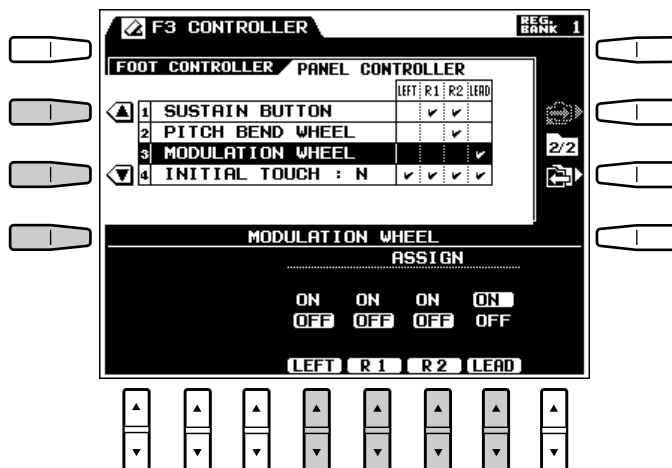 F3 CONTROLLER REG. BANK 1
FOOT CONTROLLER PANEL CONTROLLER
LEFT R1 R2 LEAD
1 SUSTAIN BUTTON
2 PITCH BEND WHEEL
3 MODULATION WHEEL
2/2
4 INITIAL TOUCH : N
MODULATION WHEEL
ASSIGN
ON ON ON ON
OFF OFF OFF OFF
LEFT R 1 R 2 LEAD